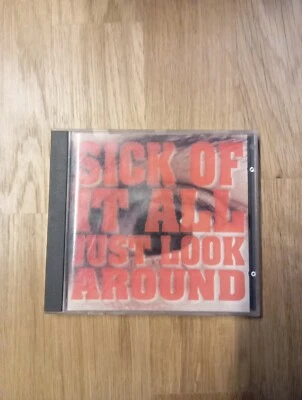 SICK OF
IT ALL
JUST LOOK
AROUND